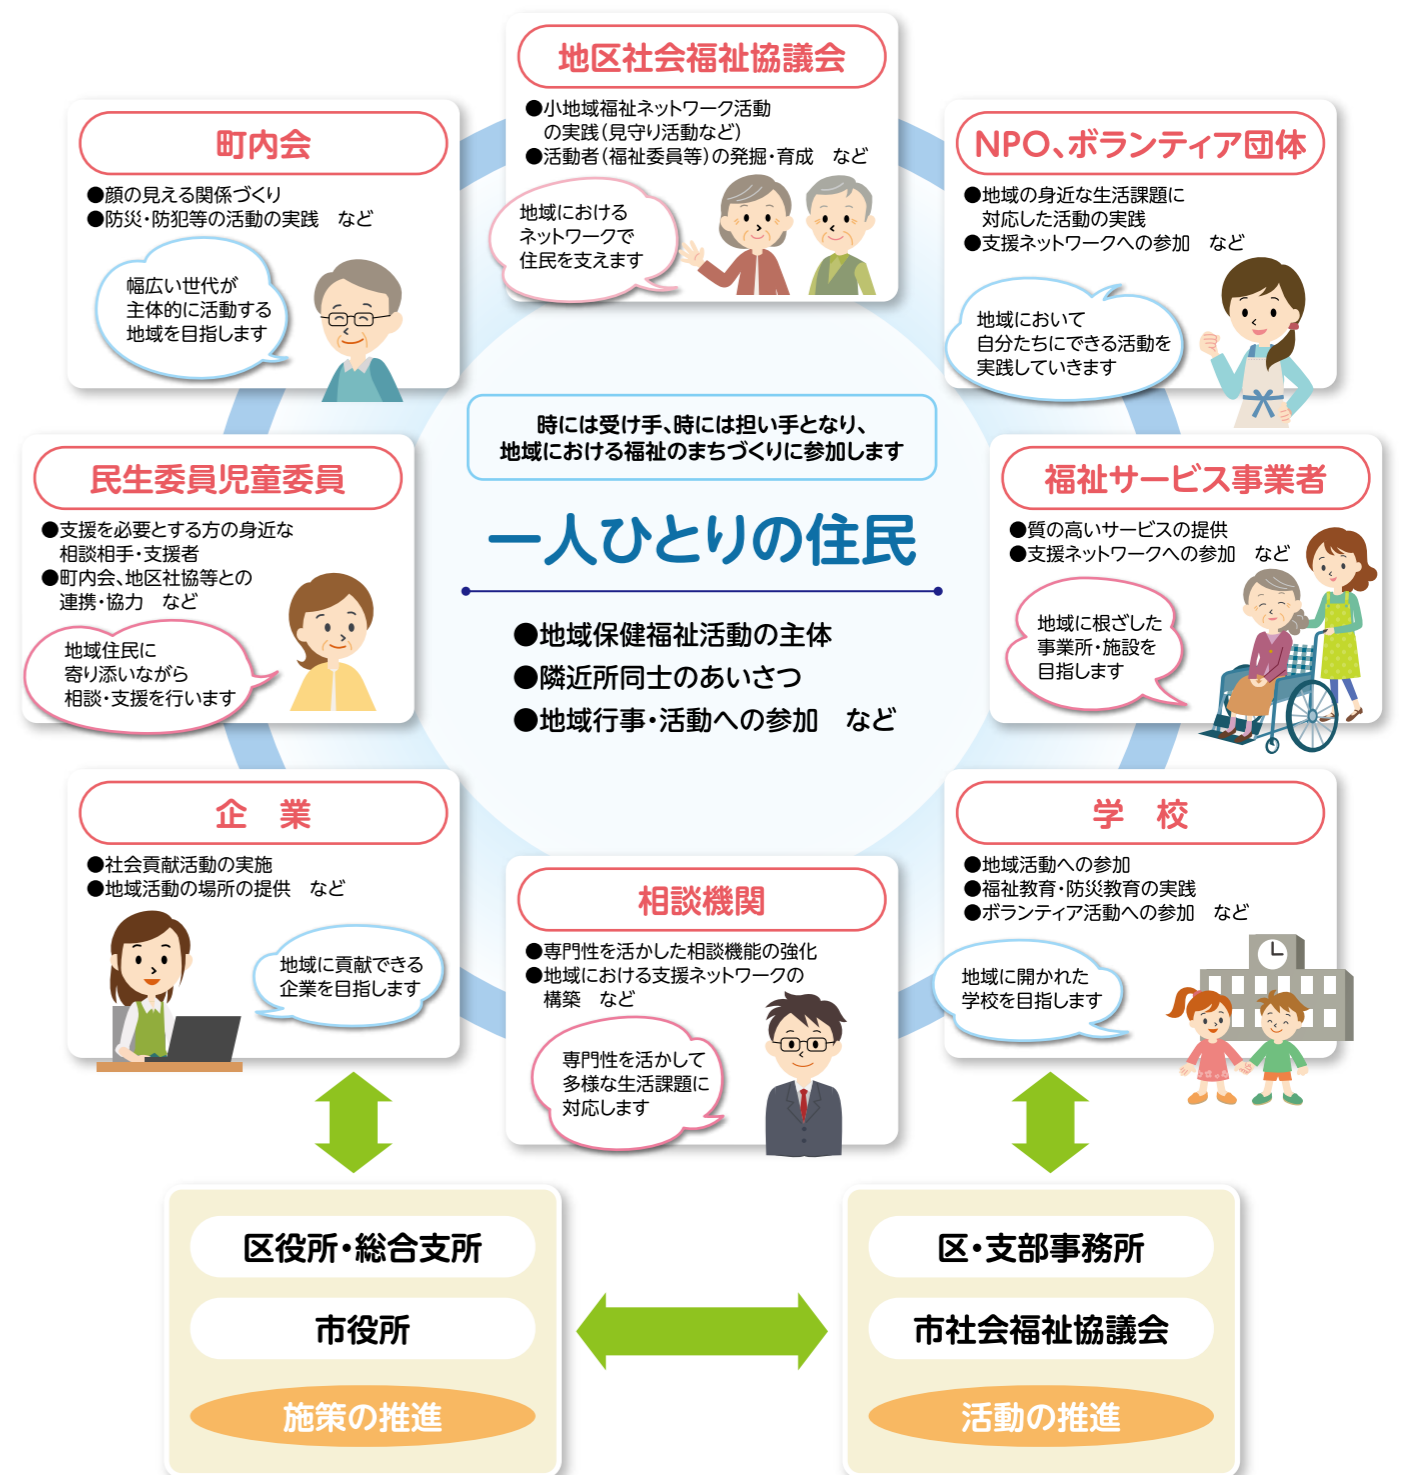 地区社会福祉協議会
●小地域福祉ネットワーク活動
の実践(見守り活動など)
●活動者(福祉委員等)の発掘・育成　など
地域における
ネットワークで
住民を支えます
町内会
●顔の見える関係づくり
●防災・防犯等の活動の実践　など
幅広い世代が
主体的に活動する
地域を目指します
NPO、ボランティア団体
●地域の身近な生活課題に
対応した活動の実践
●支援ネットワークへの参加　など
地域において
自分たちにできる活動を
実践していきます
時には受け手、時には担い手となり、
地域における福祉のまちづくりに参加します
一人ひとりの住民
●地域保健福祉活動の主体
●隣近所同士のあいさつ
●地域行事・活動への参加　など
民生委員児童委員
●支援を必要とする方の身近な
相談相手・支援者
●町内会、地区社協等との
連携・協力　など
地域住民に
寄り添いながら
相談・支援を行います
福祉サービス事業者
●質の高いサービスの提供
●支援ネットワークへの参加　など
地域に根ざした
事業所・施設を
目指します
企　業
●社会貢献活動の実施
●地域活動の場所の提供　など
地域に貢献できる
企業を目指します
相談機関
●専門性を活かした相談機能の強化
●地域における支援ネットワークの
構築　など
専門性を活かして
多様な生活課題に
対応します
学　校
●地域活動への参加
●福祉教育・防災教育の実践
●ボランティア活動への参加　など
地域に開かれた
学校を目指します
区役所・総合支所
市役所
施策の推進
区・支部事務所
市社会福祉協議会
活動の推進